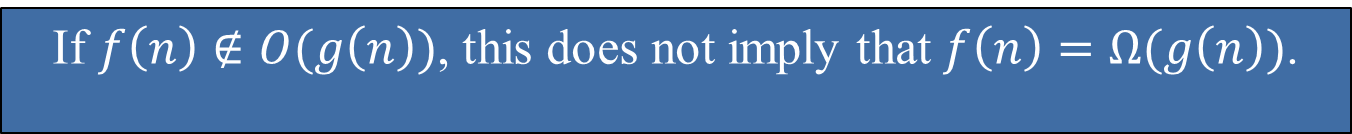 If f(n) ∉ O(g(n)), this does not imply that f(n) = Ω(g(n)).